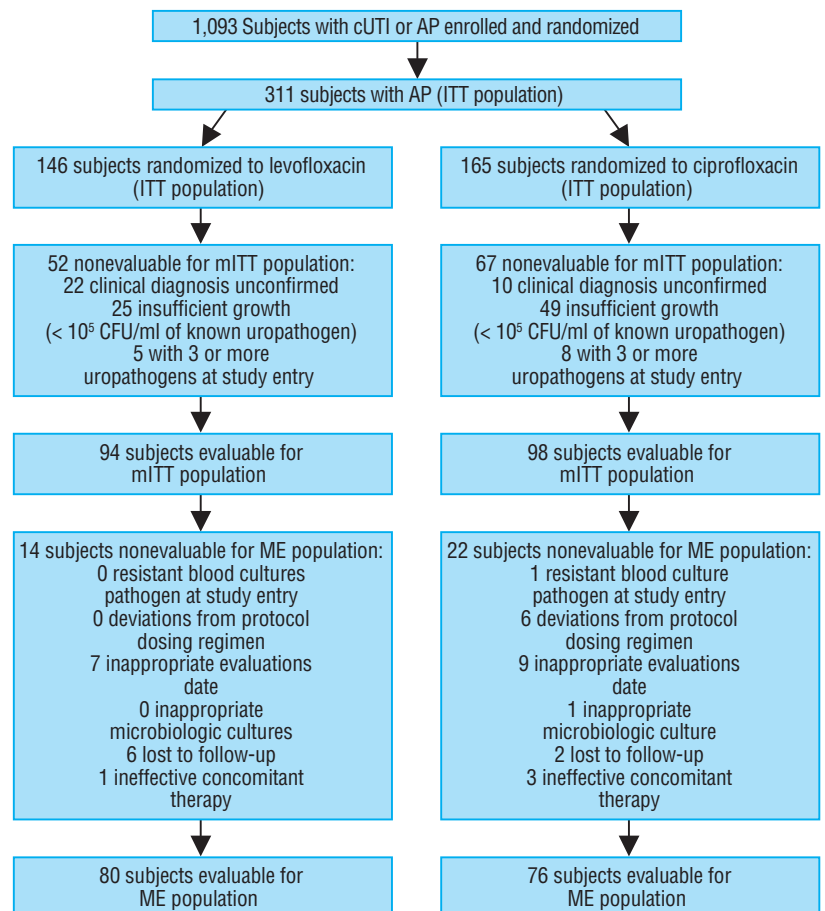 1,093 Subjects with cUTI or AP enrolled and randomized
311 subjects with AP (ITT population)
146 subjects randomized to levofloxacin
(ITT population)
165 subjects randomized to ciprofloxacin
(ITT population)
52 nonevaluable for mITT population:
22 clinical diagnosis unconfirmed
25 insufficient growth
(< 10⁵ CFU/ml of known uropathogen)
5 with 3 or more
uropathogens at study entry
67 nonevaluable for mITT population:
10 clinical diagnosis unconfirmed
49 insufficient growth
(< 10⁵ CFU/ml of known uropathogen)
8 with 3 or more
uropathogens at study entry
94 subjects evaluable for
mITT population
98 subjects evaluable for
mITT population
14 subjects nonevaluable for ME population:
0 resistant blood cultures
pathogen at study entry
0 deviations from protocol
dosing regimen
7 inappropriate evaluations
date
0 inappropriate
microbiologic cultures
6 lost to follow-up
1 ineffective concomitant
therapy
22 subjects nonevaluable for ME population:
1 resistant blood culture
pathogen at study entry
6 deviations from protocol
dosing regimen
9 inappropriate evaluations
date
1 inappropriate
microbiologic culture
2 lost to follow-up
3 ineffective concomitant
therapy
80 subjects evaluable for
ME population
76 subjects evaluable for
ME population